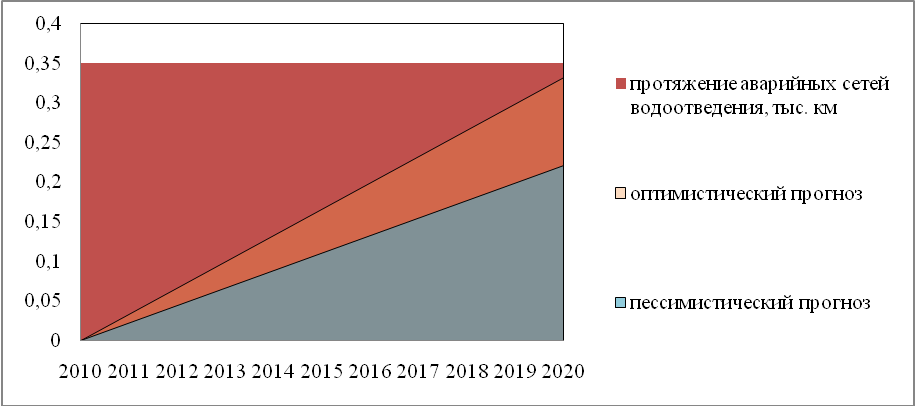 0,4
0,35
0,3
0,25
0,2
0,15
0,1
0,05
0
2010 2011 2012 2013 2014 2015 2016 2017 2018 2019 2020
протяжение аварийных сетей
водоотведения, тыс. км
оптимистический прогноз
пессимистический прогноз